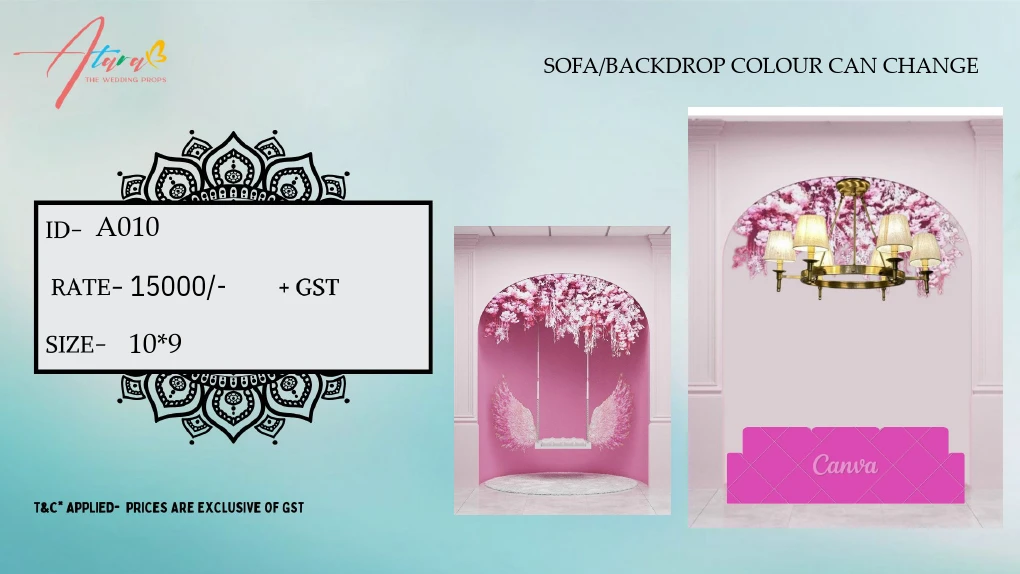 Atara
THE WEDDING PROPS
SOFA/BACKDROP COLOUR CAN CHANGE
ID- A010
RATE- 15000/- + GST
SIZE- 10*9
Canva
T&C* APPLIED- PRICES ARE EXCLUSIVE OF GST